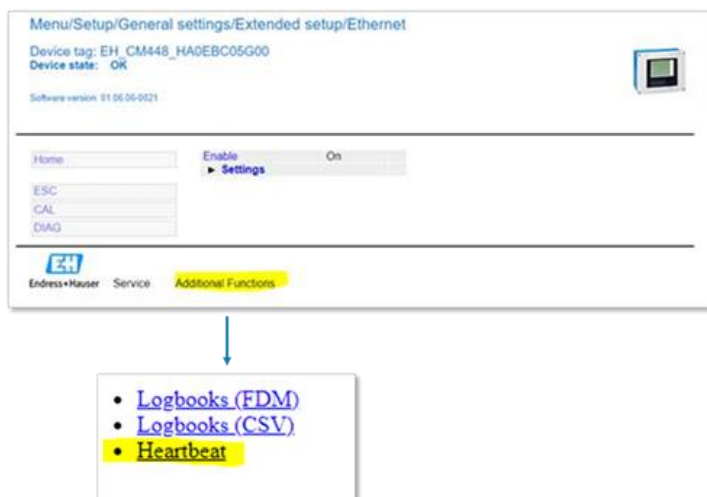 Menu/Setup/General settings/Extended setup/Ethernet
Device tag: EH_CM448_HA0EBC05G00
Device state: OK
Software version: 01.06.06-0021
Home
Enable On
► Settings
ESC
CAL
DIAG
EH
Endress+Hauser Service Additional Functions
• Logbooks (FDM)
• Logbooks (CSV)
• Heartbeat